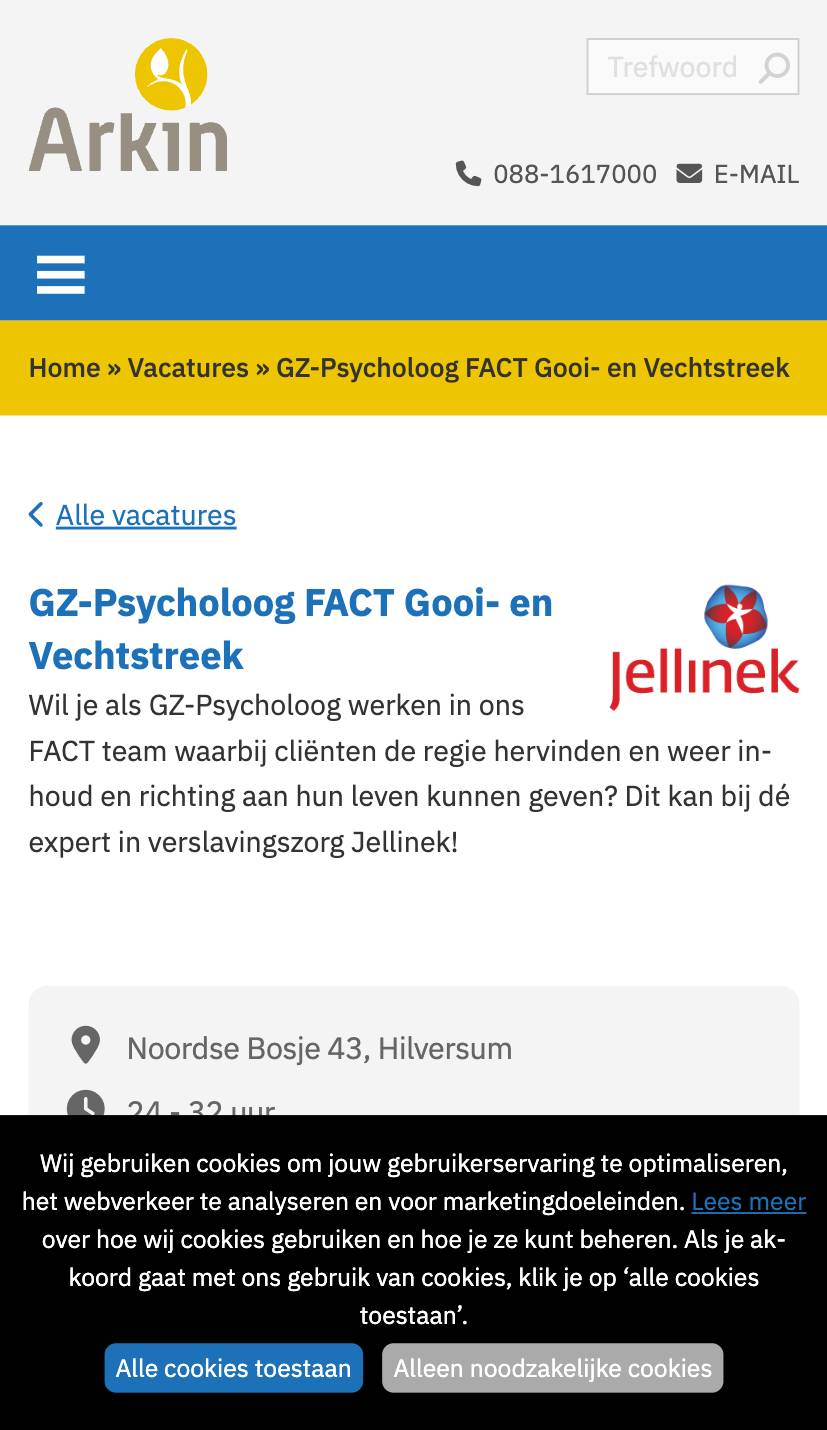 Arkin
Trefwoord
088-1617000 E-MAIL
Home » Vacatures » GZ-Psycholoog FACT Gooi- en Vechtstreek
Alle vacatures
GZ-Psycholoog FACT Gooi- en
Vechtstreek
Jellinek
Wil je als GZ-Psycholoog werken in ons
FACT team waarbij cliënten de regie hervinden en weer in-
houd en richting aan hun leven kunnen geven? Dit kan bij dé
expert in verslavingszorg Jellinek!
Noordse Bosje 43, Hilversum
24 - 32 uur
Wij gebruiken cookies om jouw gebruikerservaring te optimaliseren,
het webverkeer te analyseren en voor marketingdoeleinden. Lees meer
over hoe wij cookies gebruiken en hoe je ze kunt beheren. Als je ak-
koord gaat met ons gebruik van cookies, klik je op ‘alle cookies
toestaan’.
Alle cookies toestaan Alleen noodzakelijke cookies